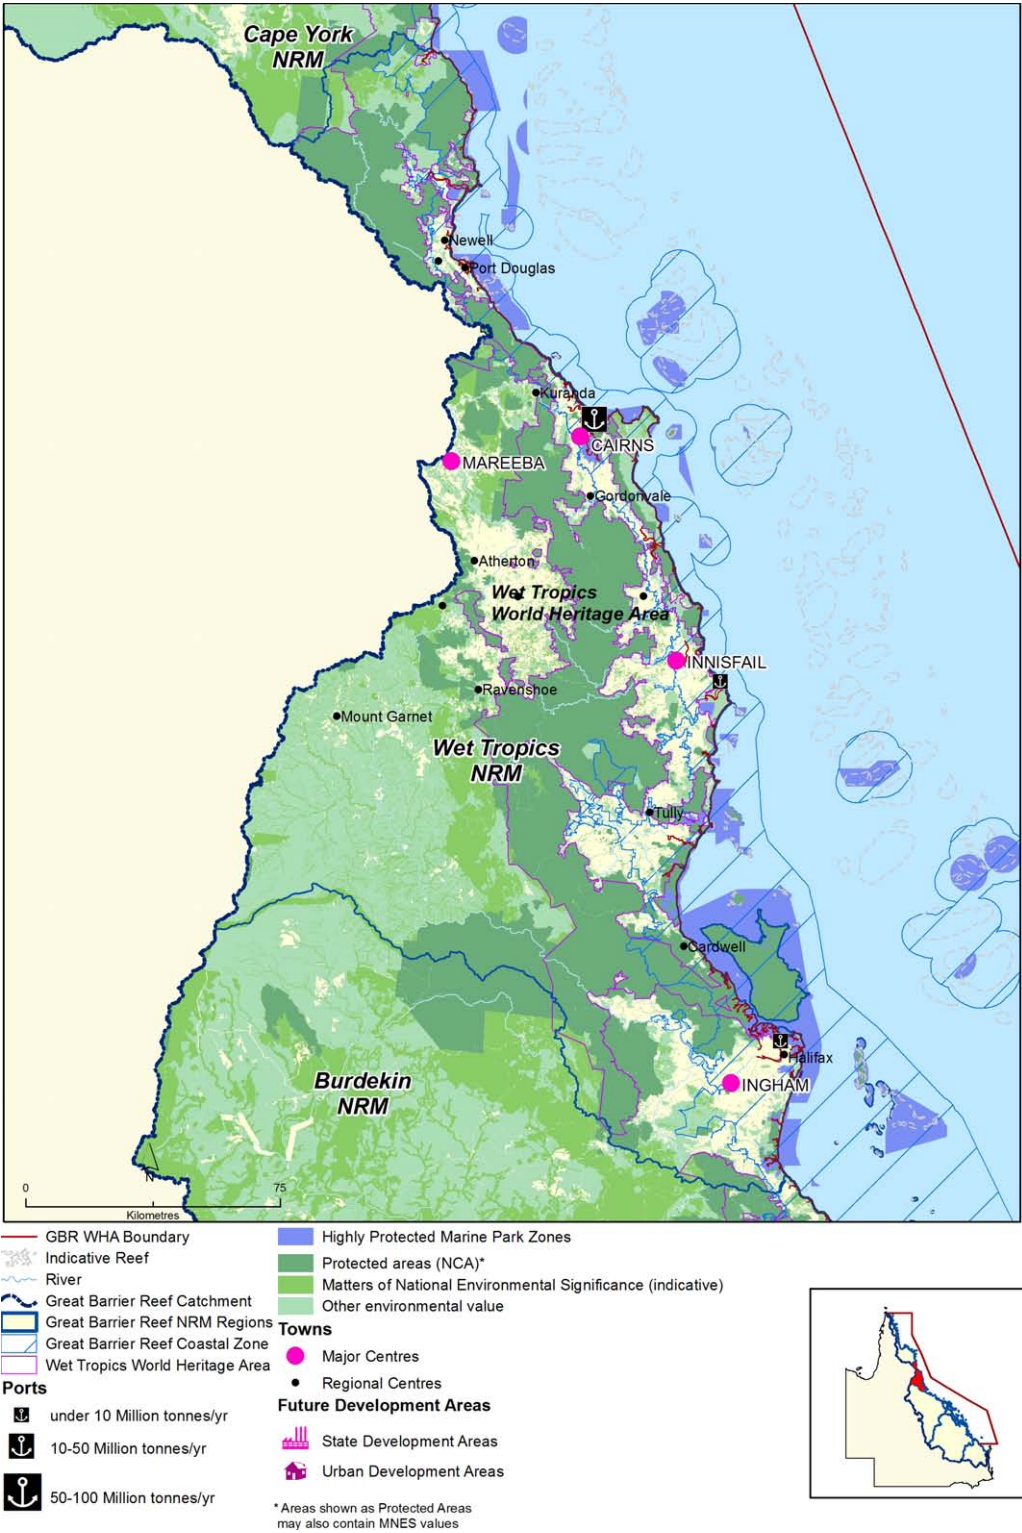 Cape York
NRM
Newell
Port Douglas
Kuranda
CAIRNS
MAREEBA
Gordonvale
Atherton
Wet Tropics
World Heritage Area
INNISFAIL
Ravenshoe
Mount Garnet
Wet Tropics
NRM
Tully
Cardwell
Halifax
INGHAM
Burdekin
NRM
N
0 75
Kilometres
GBR WHA Boundary
Indicative Reef
River
Great Barrier Reef Catchment
Great Barrier Reef NRM Regions
Great Barrier Reef Coastal Zone
Wet Tropics World Heritage Area
Ports
under 10 Million tonnes/yr
10-50 Million tonnes/yr
50-100 Million tonnes/yr
Highly Protected Marine Park Zones
Protected areas (NCA)*
Matters of National Environmental Significance (indicative)
Other environmental value
Towns
Major Centres
Regional Centres
Future Development Areas
State Development Areas
Urban Development Areas
* Areas shown as Protected Areas
may also contain MNES values